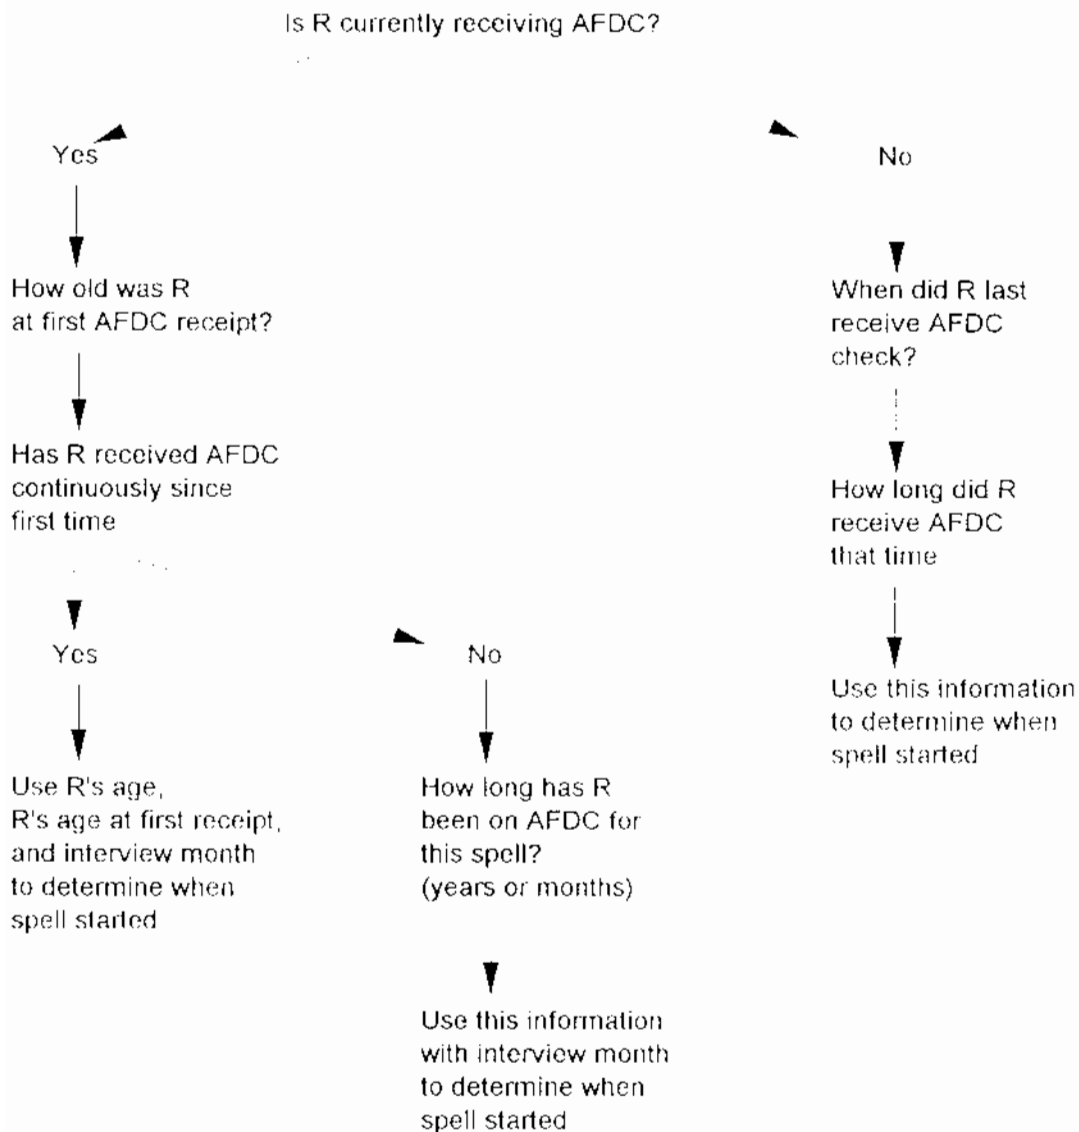 Is R currently receiving AFDC?
Yes
No
How old was R
at first AFDC receipt?
When did R last
receive AFDC
check?
Has R received AFDC
continuously since
first time
How long did R
receive AFDC
that time
Yes
No
Use this information
to determine when
spell started
Use R's age,
R's age at first receipt,
and interview month
to determine when
spell started
How long has R
been on AFDC for
this spell?
(years or months)
Use this information
with interview month
to determine when
spell started